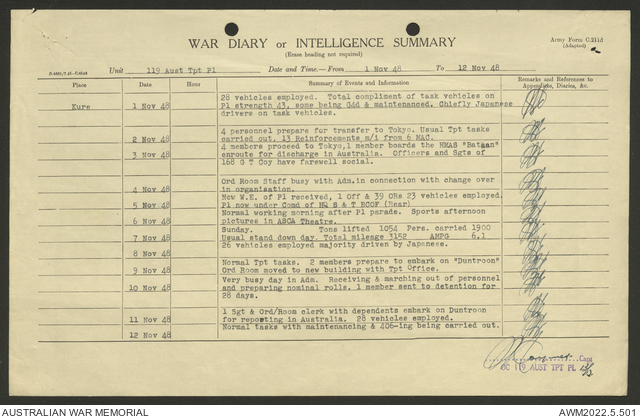 WAR DIARY or INTELLIGENCE SUMMARY
(Erase heading not required)
Army Form C.2118
(Adapted)
Unit 119 Aust Tpt Pl Date and Time.—From 1 Nov 48 To 12 Nov 48
Place Date Hour Summary of Events and Information Remarks and References to Appendices, Diaries, &c.
28 vehicles employed. Total compliment of task vehicles on
Kure 1 Nov 48 Pl strength 43, some being Odd & maintenanced. Chiefly Japanese
drivers on task vehicles.
4 personnel prepare for transfer to Tokyo. Usual Tpt tasks
2 Nov 48 carried out. 13 Reinforcements m/i from 6 MAC.
3 Nov 48 4 members proceed to Tokyo,1 member boards the HMAS "Bataan"
enroute for discharge in Australia. Officers and Sgts of
168 G T Coy have farewell social.
Ord Room Staff busy with Adm.in connection with change over
4 Nov 48 in organisation.
5 Nov 48 New W.E. of Pl received, 1 Off & 39 ORs 23 vehicles employed.
Pl now under Comd of HQ S & T BCOF (Rear)
Normal working morning after Pl parade. Sports afternoon
6 Nov 48 pictures in ASCA Theatre.
Sunday. Tons lifted 1054 Pers. carried 1900
7 Nov 48 Usual stand down day. Total mileage 3152 AMPG 6.1
8 Nov 48 26 vehicles employed majority driven by Japanese.
Normal Tpt tasks. 2 members prepare to embark on "Duntroon"
9 Nov 48 Ord Room moved to new building with Tpt Office.
Very busy day in Adm. Receiving & marching out of personnel
10 Nov 48 and preparing nominal rolls. 1 member sent to detention for
28 days.
1 Sgt & Ord/Room clerk with dependents embark on Duntroon
11 Nov 48 for reporting in Australia. 28 vehicles employed.
12 Nov 48 Normal tasks with maintenancing & 406-ing being carried out.
Capt
OC 119 AUST TPT PL
AUSTRALIAN WAR MEMORIAL AWM2022.5.501